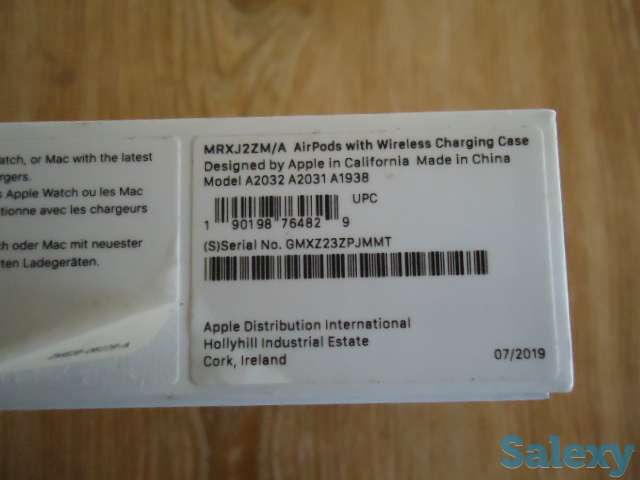 atch, or Mac with the latest
rgers.
s Apple Watch ou les Mac
tionne avec les chargeurs
ch oder Mac mit neuester
ten Ladegeräten.
MRXJ2ZM/A AirPods with Wireless Charging Case
Designed by Apple in California Made in China
Model A2032 A2031 A1938
UPC
1 90198 76482 9
(S)Serial No. GMXZ23ZPJMMT
Apple Distribution International
Hollyhill Industrial Estate
Cork, Ireland
07/2019
Salexy